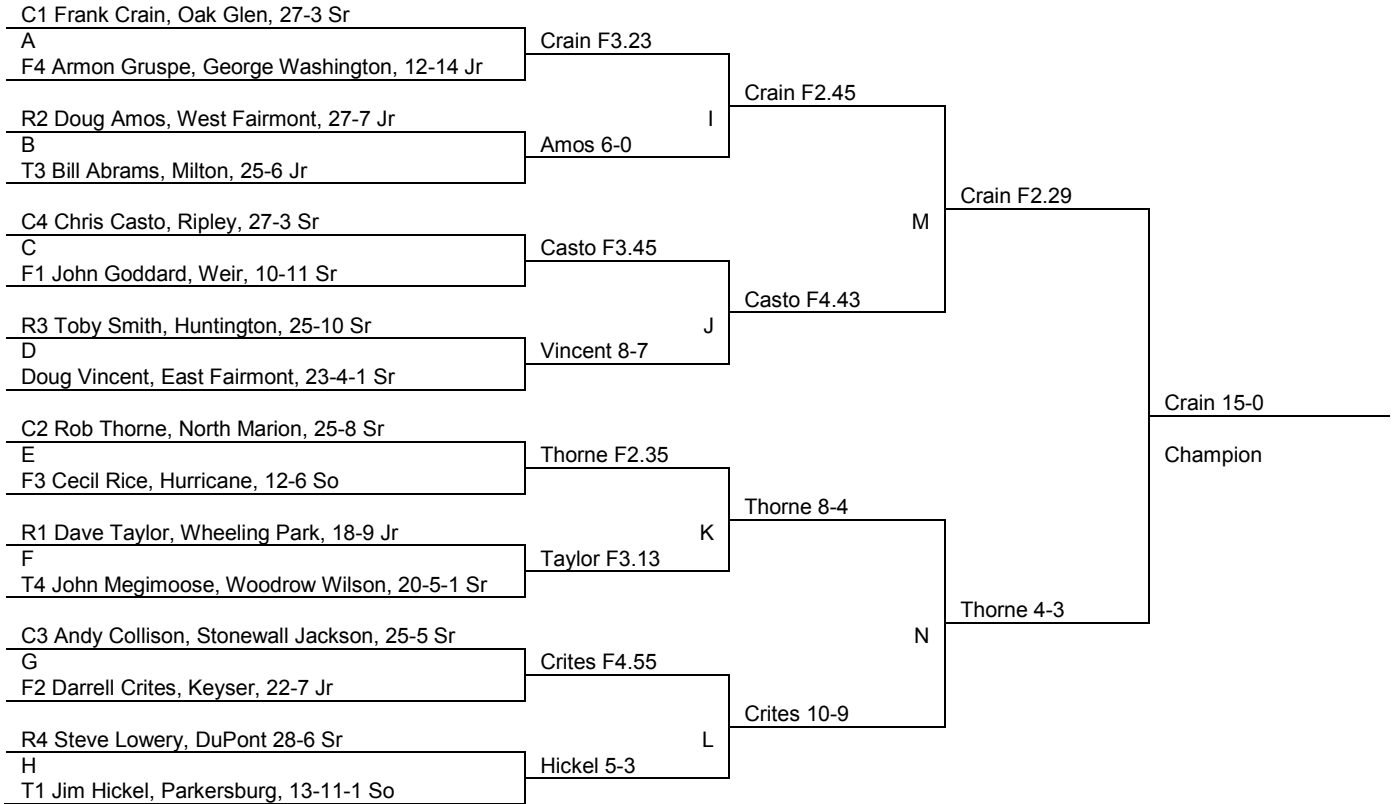 C1 Frank Crain, Oak Glen, 27-3 Sr
A
Crain F3.23
F4 Armon Gruspe, George Washington, 12-14 Jr
Crain F2.45
R2 Doug Amos, West Fairmont, 27-7 Jr
I
B
Amos 6-0
T3 Bill Abrams, Milton, 25-6 Jr
Crain F2.29
C4 Chris Casto, Ripley, 27-3 Sr
M
C
Casto F3.45
F1 John Goddard, Weir, 10-11 Sr
Casto F4.43
R3 Toby Smith, Huntington, 25-10 Sr
J
D
Vincent 8-7
Doug Vincent, East Fairmont, 23-4-1 Sr
Crain 15-0
C2 Rob Thorne, North Marion, 25-8 Sr
E
Thorne F2.35
Champion
F3 Cecil Rice, Hurricane, 12-6 So
Thorne 8-4
R1 Dave Taylor, Wheeling Park, 18-9 Jr
K
F
Taylor F3.13
T4 John Megimoose, Woodrow Wilson, 20-5-1 Sr
Thorne 4-3
C3 Andy Collison, Stonewall Jackson, 25-5 Sr
N
G
Crites F4.55
F2 Darrell Crites, Keyser, 22-7 Jr
Crites 10-9
R4 Steve Lowery, DuPont 28-6 Sr
L
H
Hickel 5-3
T1 Jim Hickel, Parkersburg, 13-11-1 So